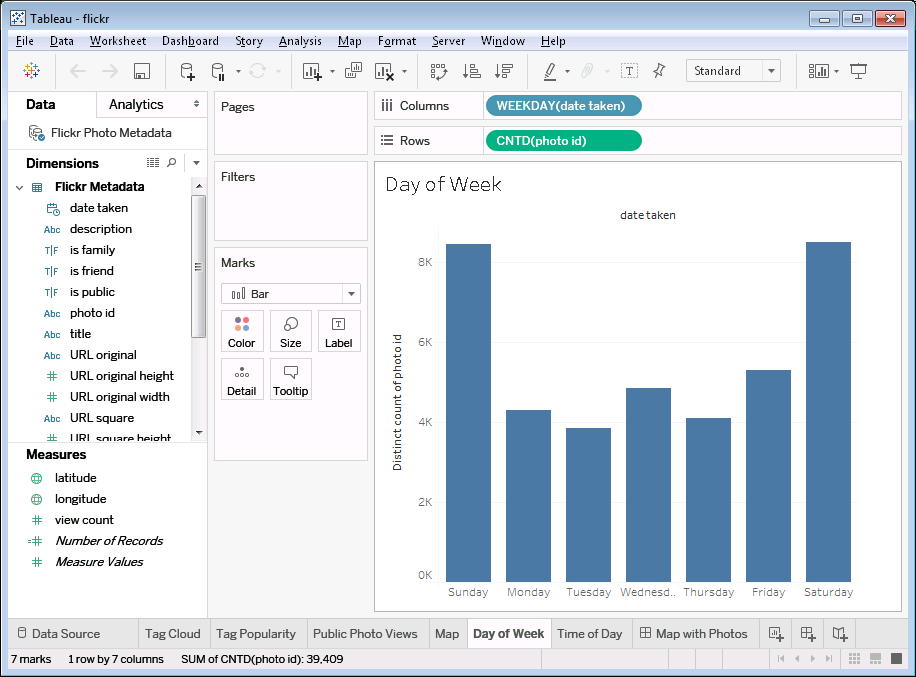 Tableau - flickr
File Data Worksheet Dashboard Story Analysis Map Format Server Window Help
Standard
Data Analytics
Flickr Photo Metadata
Dimensions
Flickr Metadata
date taken
Abc description
T|F is family
T|F is friend
T|F is public
Abc photo id
Abc title
Abc URL original
# URL original height
# URL original width
Abc URL square
# URL square height
Measures
latitude
longitude
# view count
=# Number of Records
# Measure Values
Pages
Filters
Marks
Bar
Color Size Label
Detail Tooltip
Columns WEEKDAY(date taken)
Rows CNTD(photo id)
Day of Week
date taken
Distinct count of photo id
8K
6K
4K
2K
0K
Sunday Monday Tuesday Wednesd.. Thursday Friday Saturday
Data Source Tag Cloud Tag Popularity Public Photo Views Map Day of Week Time of Day Map with Photos
7 marks 1 row by 7 columns SUM of CNTD(photo id): 39,409